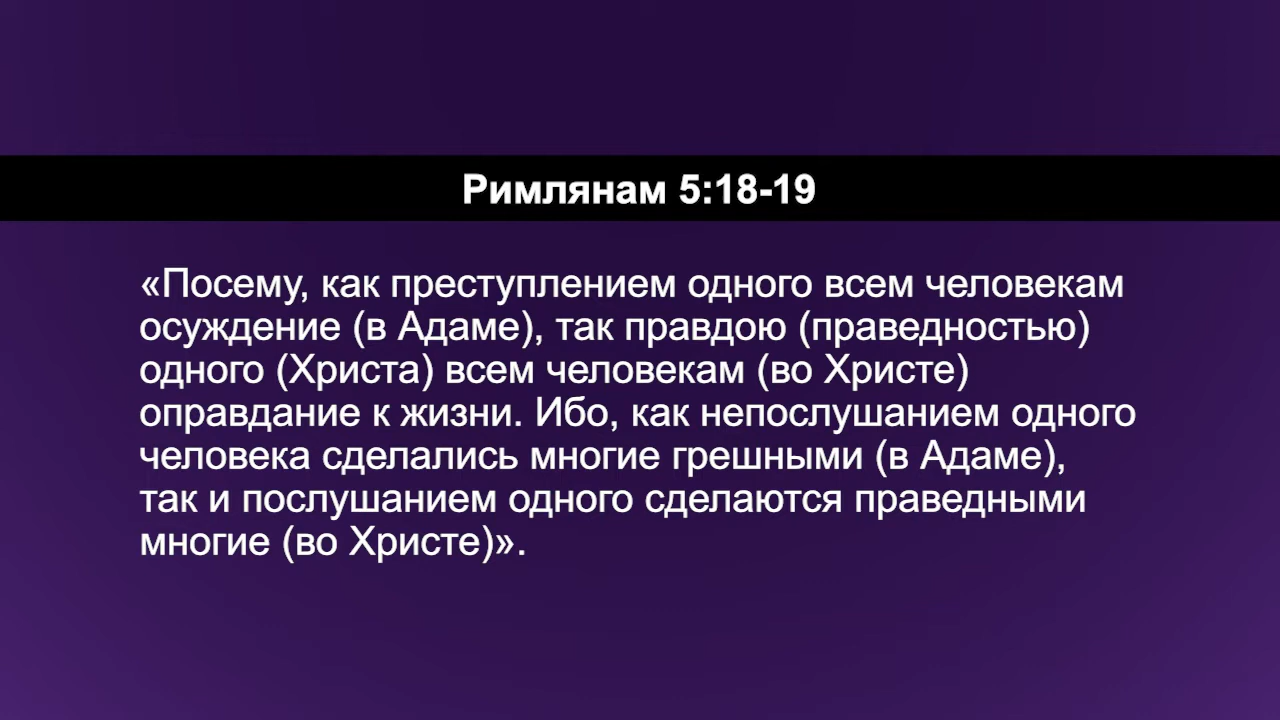 Римлянам 5:18-19
«Посему, как преступлением одного всем человекам
осуждение (в Адаме), так правдою (праведностью)
одного (Христа) всем человекам (во Христе)
оправдание к жизни. Ибо, как непослушанием одного
человека сделались многие грешными (в Адаме),
так и послушанием одного сделаются праведными
многие (во Христе)».